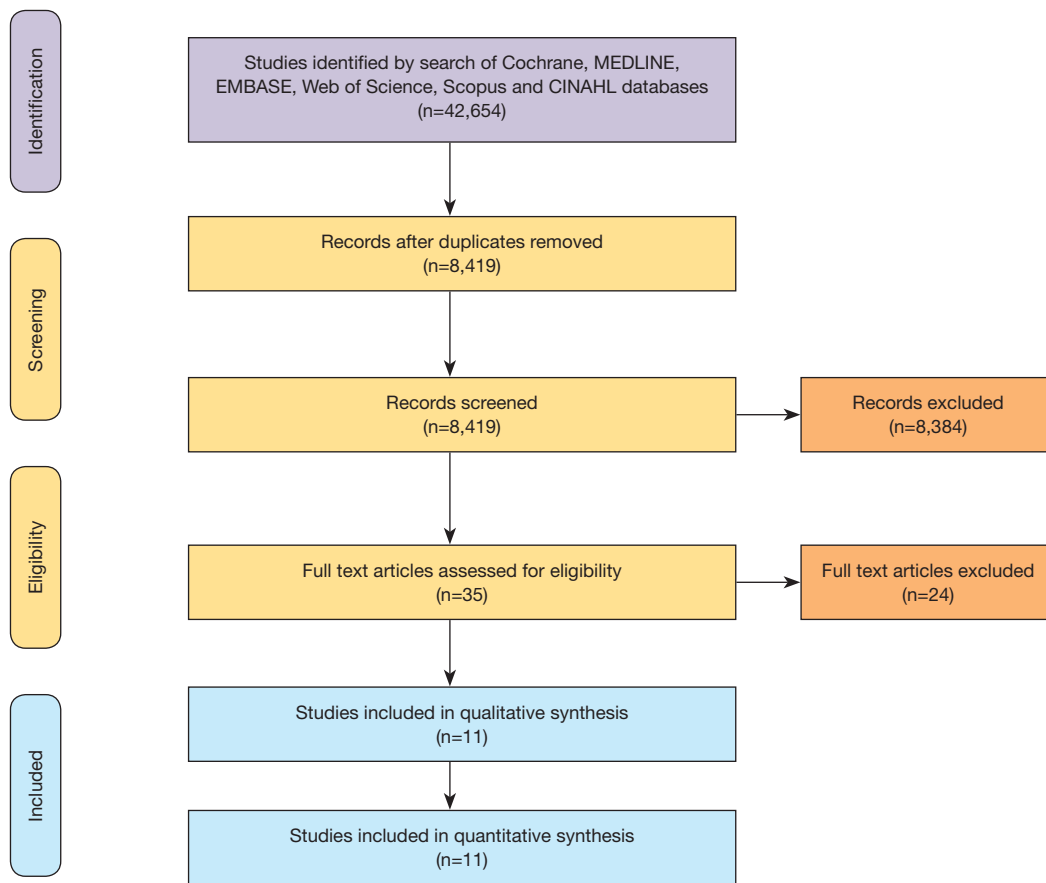 Identification
Studies identified by search of Cochrane, MEDLINE,
EMBASE, Web of Science, Scopus and CINAHL databases
(n=42,654)
Screening
Records after duplicates removed
(n=8,419)
Records screened
(n=8,419)
Records excluded
(n=8,384)
Eligibility
Full text articles assessed for eligibility
(n=35)
Full text articles excluded
(n=24)
Included
Studies included in qualitative synthesis
(n=11)
Studies included in quantitative synthesis
(n=11)